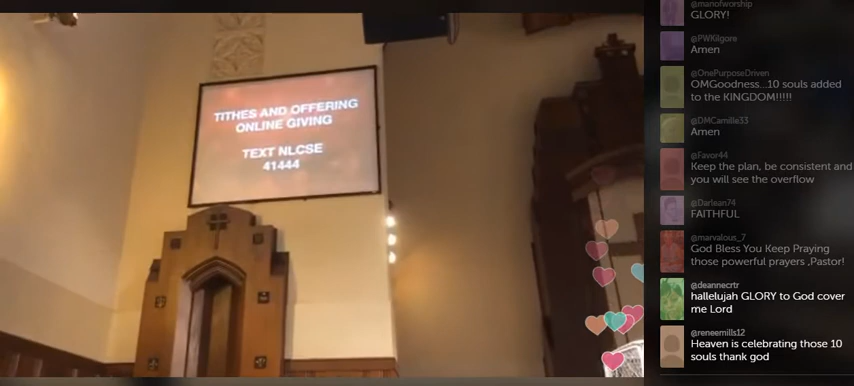 TITHES AND OFFERING
ONLINE GIVING
TEXT NLCSE
41444
@manofworship
GLORY!
@PWKilgore
Amen
@OnePurposeDriven
OMGoodness...10 souls added
to the KINGDOM!!!!!
@DMCamille33
Amen
@Favor44
Keep the plan, be consistent and
you will see the overflow
@Darlean74
FAITHFUL
@marvalous_7
God Bless You Keep Praying
those powerful prayers ,Pastor!
@deannecrtr
hallelujah GLORY to God cover
me Lord
@reneemills12
Heaven is celebrating those 10
souls thank god